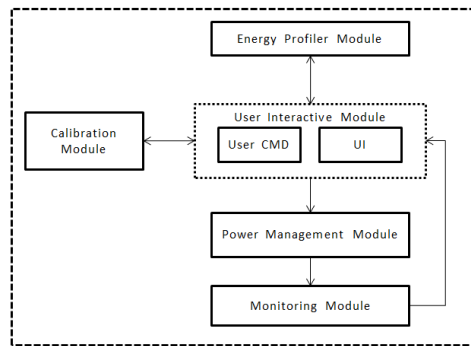 Energy Profiler Module
User Interactive Module
Calibration
Module
User CMD
UI
Power Management Module
Monitoring Module